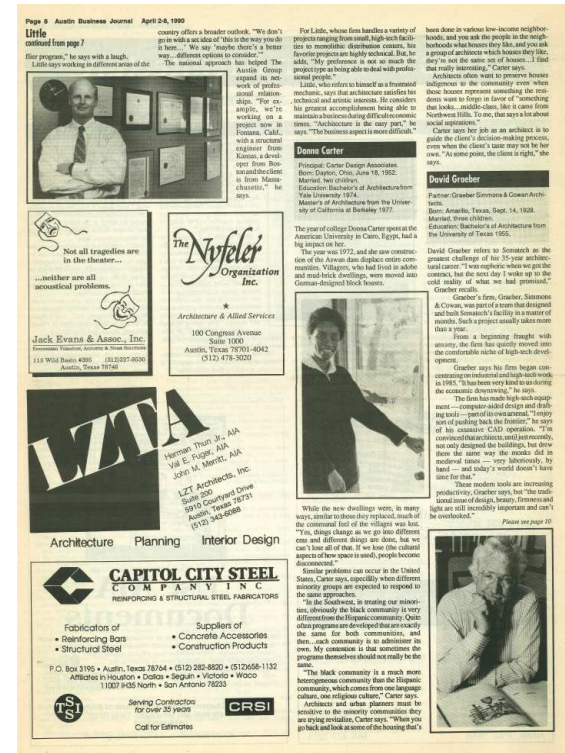 Page 8 Austin Business Journal April 2-8, 1990
Little
continued from page 7
flier program," he says with a laugh.
Little says working in different areas of the
country offers a broader outlook. "We don't
go in with a set idea of 'this is the way you do
it here...' We say 'maybe there's a better
way...different options to consider.'"
The national approach has helped The
Austin Group
expand its net-
work of profes-
sional relation-
ships. "For ex-
ample, we're
working on a
project now in
Fontana, Calif.,
with a structural
engineer from
Kansas, a devel-
oper from Bos-
ton and the client
is from Massa-
chusetts," he
says.
Not all tragedies are
in the theater...
...neither are all
acoustical problems.
Jack Evans & Assoc., Inc.
119 Wild Basin #395 (512)327-9530
Austin, Texas 78746
The Nyfeler
Organization
Inc.
Architecture & Allied Services
100 Congress Avenue
Suite 1000
Austin, Texas 78701-4042
(512) 478-3020
LZTA
Herman Thun Jr., AIA
Val E. Fuger, AIA
John M. Merritt, AIA
LZT Architects, Inc.
Suite 200
5910 Courtyard Drive
Austin, Texas 78731
(512) 343-6088
Architecture Planning Interior Design
CAPITOL CITY STEEL
COMPANY INC
REINFORCING & STRUCTURAL STEEL FABRICATORS
Fabricators of
• Reinforcing Bars
• Structural Steel
Suppliers of
• Concrete Accessories
• Construction Products
P.O. Box 3195 • Austin, Texas 78764 • (512) 282-8820 • (512)658-1132
Affiliates in Houston • Dallas • Seguin • Victoria • Waco
11007 IH35 North • San Antonio 78233
Serving Contractors
for over 35 years
CRSI
Call for Estimates
For Little, whose firm handles a variety of
projects ranging from small, high-tech facili-
ties to monolithic distribution centers, his
favorite projects are highly technical. But, he
adds, "My preference is not so much the
project type as being able to deal with profes-
sional people."
Little, who refers to himself as a frustrated
mechanic, says that architecture satisfies his
technical and artistic interests. He considers
his greatest accomplishment being able to
maintain a business during difficult economic
times. "Architecture is the easy part," he
says. "The business aspect is more difficult."
Donna Carter
Principal: Carter Design Associates.
Born: Dayton, Ohio, June 18, 1952.
Married, two children.
Education: Bachelor's of Architecture from
Yale University 1974.
Master's of Architecture from the Univer-
sity of California at Berkeley 1977.
The year of college Donna Carter spent at the
American University in Cairo, Egypt, had a
big impact on her.
The year was 1972, and she saw construc-
tion of the Aswan dam displace entire com-
munities. Villagers, who had lived in adobe
and mud-brick dwellings, were moved into
German-designed block houses.
While the new dwellings were, in many
ways, similar to those they replaced, much of
the communal feel of the villages was lost.
"Yes, things change as we go into different
eras and different things are done, but we
can't lose all of that. If we lose (the cultural
aspects of how space is used), people become
disconnected."
Similar problems can occur in the United
States, Carter says, especially when different
minority groups are expected to respond to
the same approaches.
"In the Southwest, in treating our minori-
ties, obviously the black community is very
different from the Hispanic community. Quite
often programs are developed that are exactly
the same for both communities, and
then...each community is to administer its
own. My contention is that sometimes the
programs themselves should not really be the
same.
"The black community is a much more
heterogeneous community than the Hispanic
community, which comes from one language
culture, one religious culture," Carter says.
Architects and urban planners must be
sensitive to the minority communities they
are trying revitalize, Carter says. "When you
go back and look at some of the housing that's
been done in various low-income neighbor-
hoods, and you ask the people in the neigh-
borhoods what houses they like, and you ask
a group of architects which houses they like,
they're not the same set of houses...I find
that really interesting," Carter says.
Architects often want to preserve houses
indigenous to the community even when
those houses represent something the resi-
dents want to forgo in favor of "something
that looks...middle-class, like it came from
Northwest Hills. To me, that says a lot about
social aspirations."
Carter says her job as an architect is to
guide the client's decision-making process,
even when the client's taste may not be her
own. "As some point, the client is right," she
says.
David Graeber
Partner: Graeber Simmons & Cowan Archi-
tects.
Born: Amarillo, Texas, Sept. 14, 1928.
Married, three children.
Education: Bachelor's of Architecture from the
University of Texas 1955.
David Graeber refers to Sematech as the
greatest challenge of his 35-year architec-
tural career. "I was euphoric when we got the
contract, but the next day I woke up to the
cold reality of what we had promised,"
Graeber recalls.
Graeber's firm, Graeber, Simmons
& Cowan, was part of a team that designed
and built Sematech's facility in a matter of
months. Such a project usually takes more
than a year.
From a beginning fraught with
anxiety, the firm has quietly moved into
the comfortable niche of high-tech devel-
opment.
Graeber says his firm began con-
centrating on industrial and high-tech work
in 1985. "It has been very kind to us during
the economic downswing," he says.
The firm has made high-tech equip-
ment — computer-aided design and draft-
ing tools — part of its own arsenal. "I enjoy
sort of pushing back the frontier," he says
of his extensive CAD operation. "I'm
convinced that architects, until just recently,
not only designed the buildings, but drew
them the same way the monks did in
medieval times — very laboriously, by
hand — and today's world doesn't have
time for that."
These modern tools are increasing
productivity, Graeber says, but "the tradi-
tional issue of design, beauty, firmness and
light are still incredibly important and can't
be overlooked."
Please see page 10